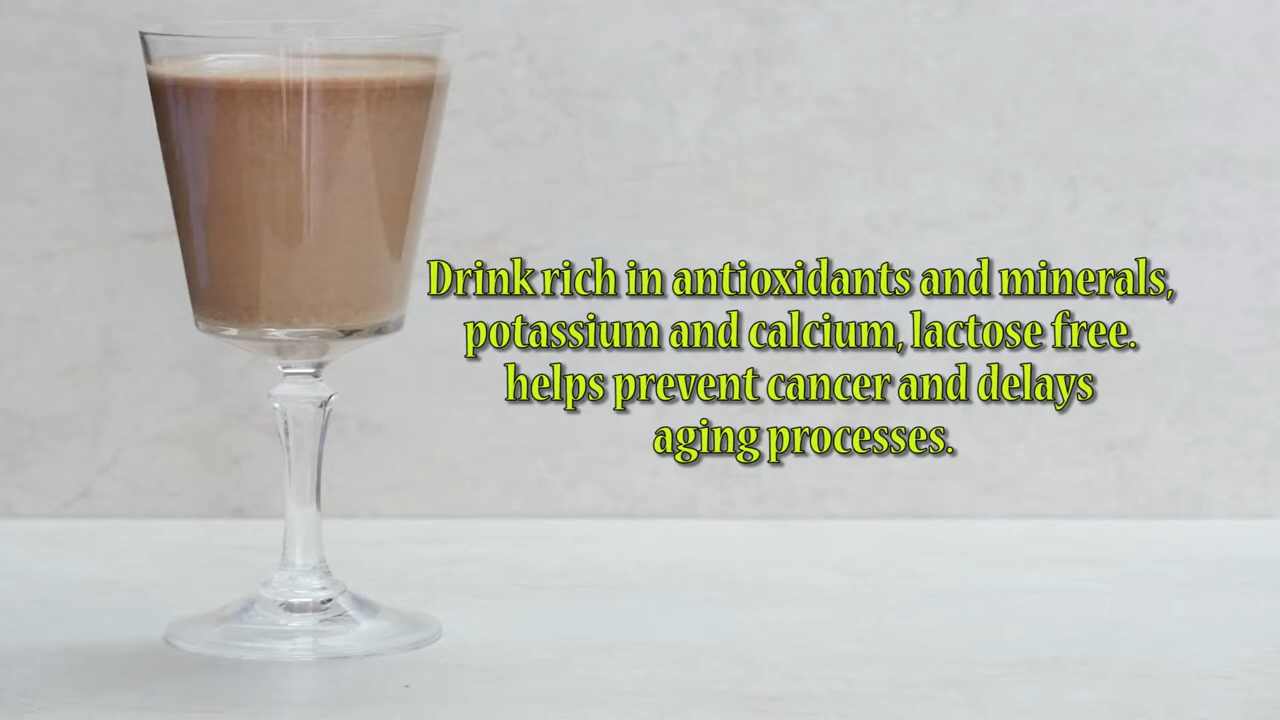 Drink rich in antioxidants and minerals,
potassium and calcium, lactose free.
helps prevent cancer and delays
aging processes.